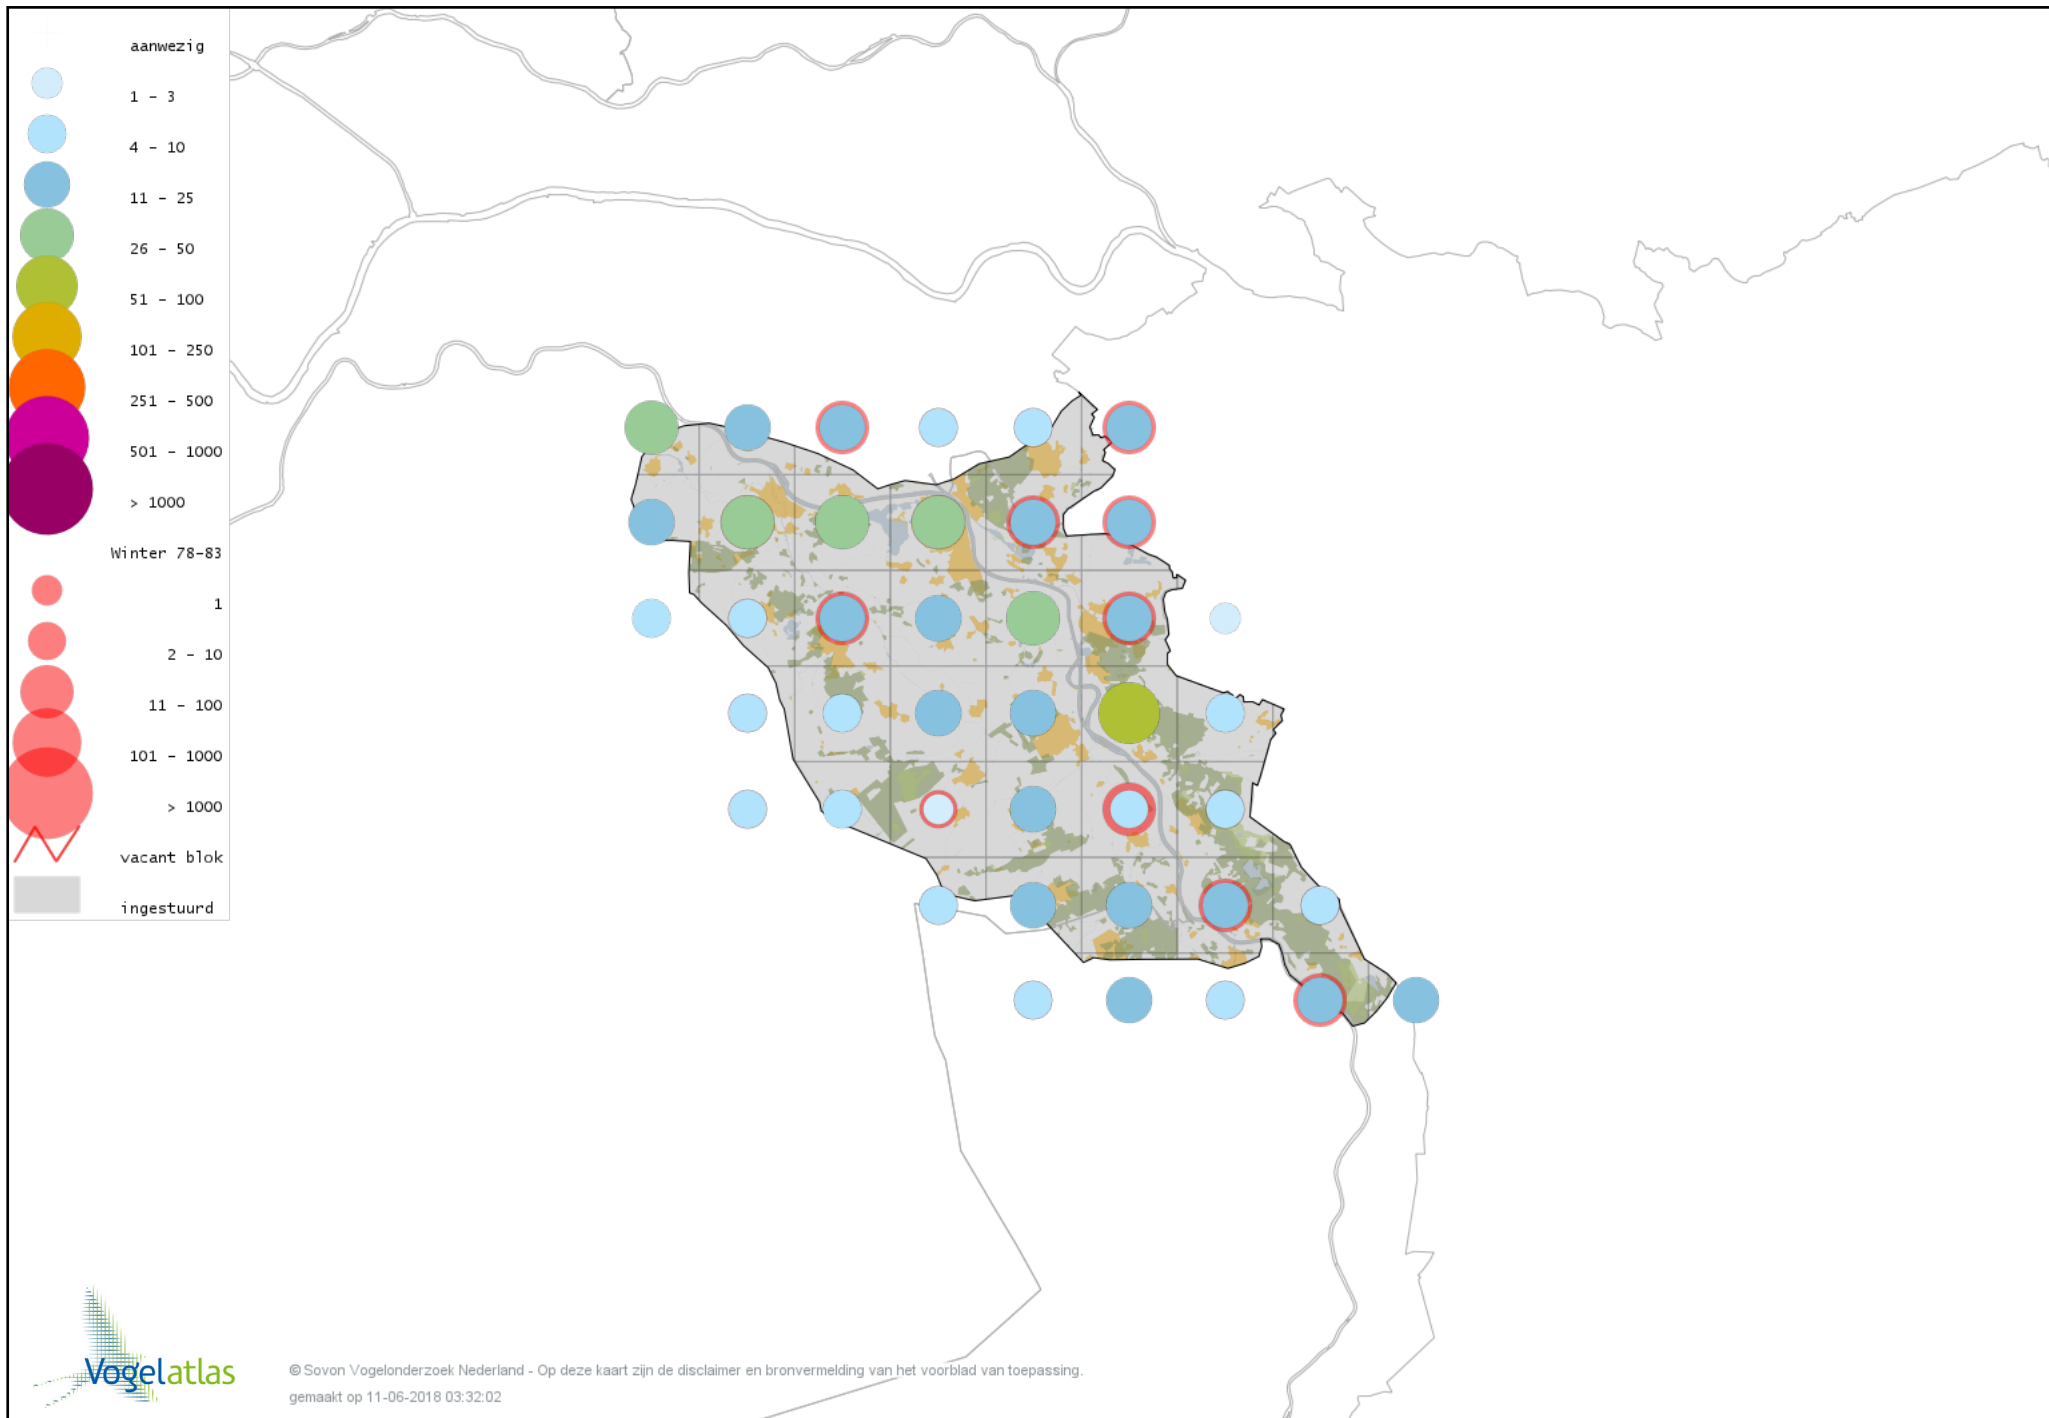 aanwezig
1 - 3
4 - 10
11 - 25
26 - 50
51 - 100
101 - 250
251 - 500
501 - 1000
> 1000
Winter 78-83
1
2 - 10
11 - 100
101 - 1000
> 1000
vacant blok
ingestuurd
Vogelatlas
© Sovon Vogelonderzoek Nederland - Op deze kaart zijn de disclaimer en bronvermelding van het voorblad van toepassing.
gemaakt op 11-06-2018 03:32:02